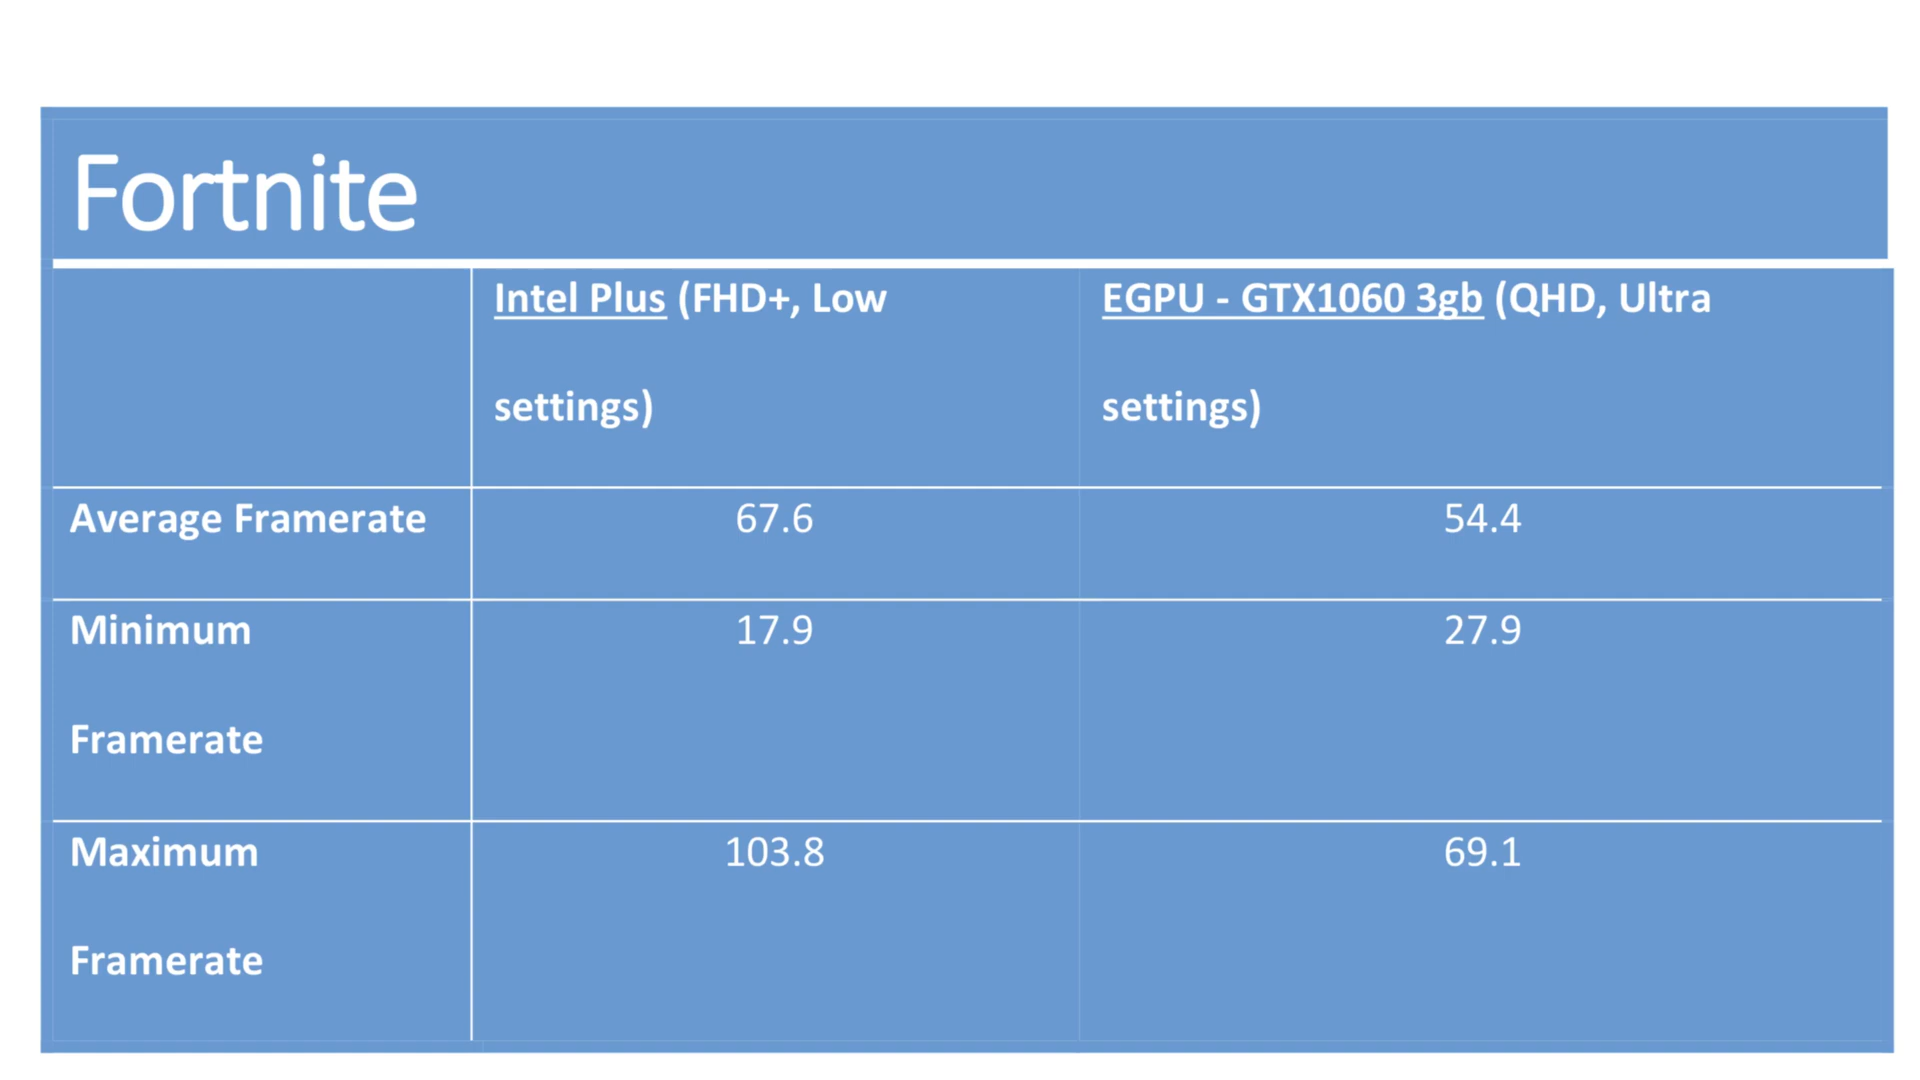 Fortnite
Intel Plus (FHD+, Low
settings)
EGPU - GTX1060 3gb (QHD, Ultra
settings)
Average Framerate
67.6
54.4
Minimum
Framerate
17.9
27.9
Maximum
Framerate
103.8
69.1